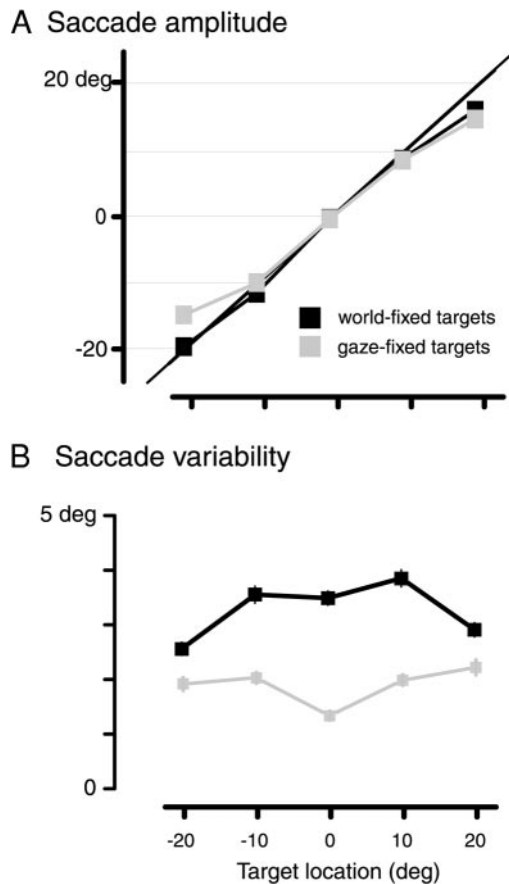 A Saccade amplitude
20 deg
0
-20
world-fixed targets
gaze-fixed targets
B Saccade variability
5 deg
0
-20 -10 0 10 20
Target location (deg)